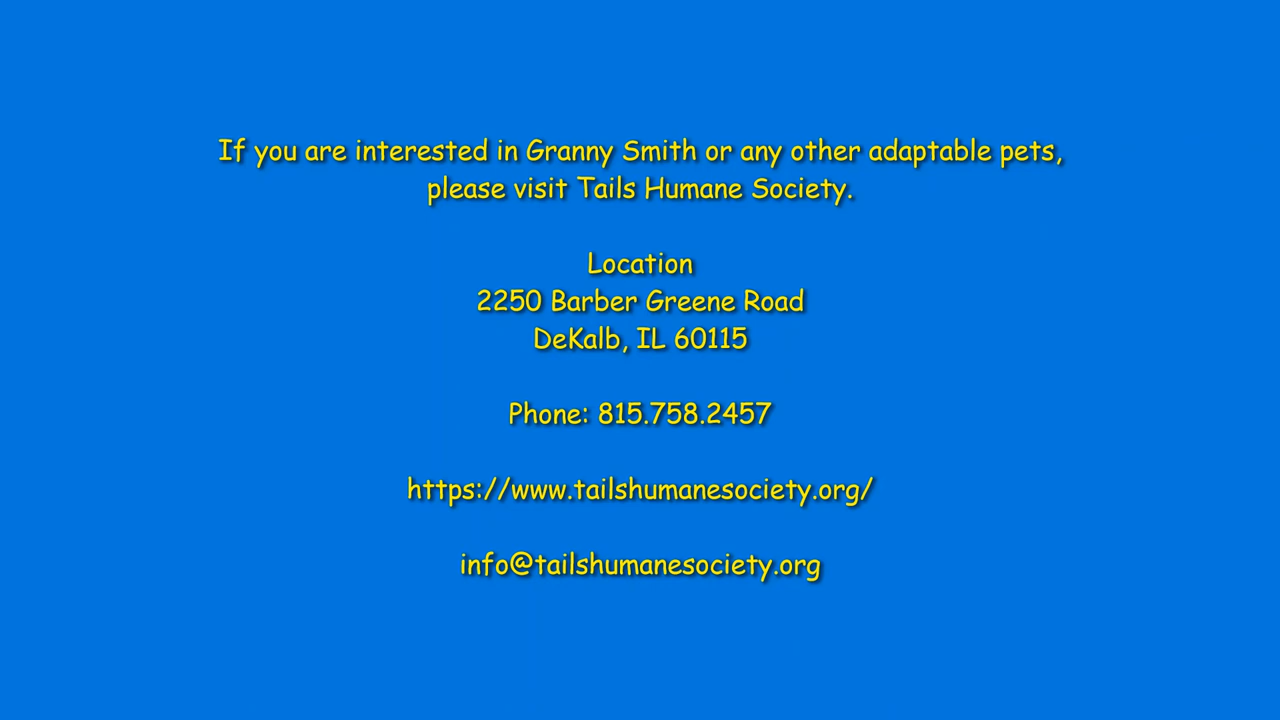 If you are interested in Granny Smith or any other adaptable pets,
please visit Tails Humane Society.
Location
2250 Barber Greene Road
DeKalb, IL 60115
Phone: 815.758.2457
https://www.tailshumanesociety.org/
info@tailshumanesociety.org